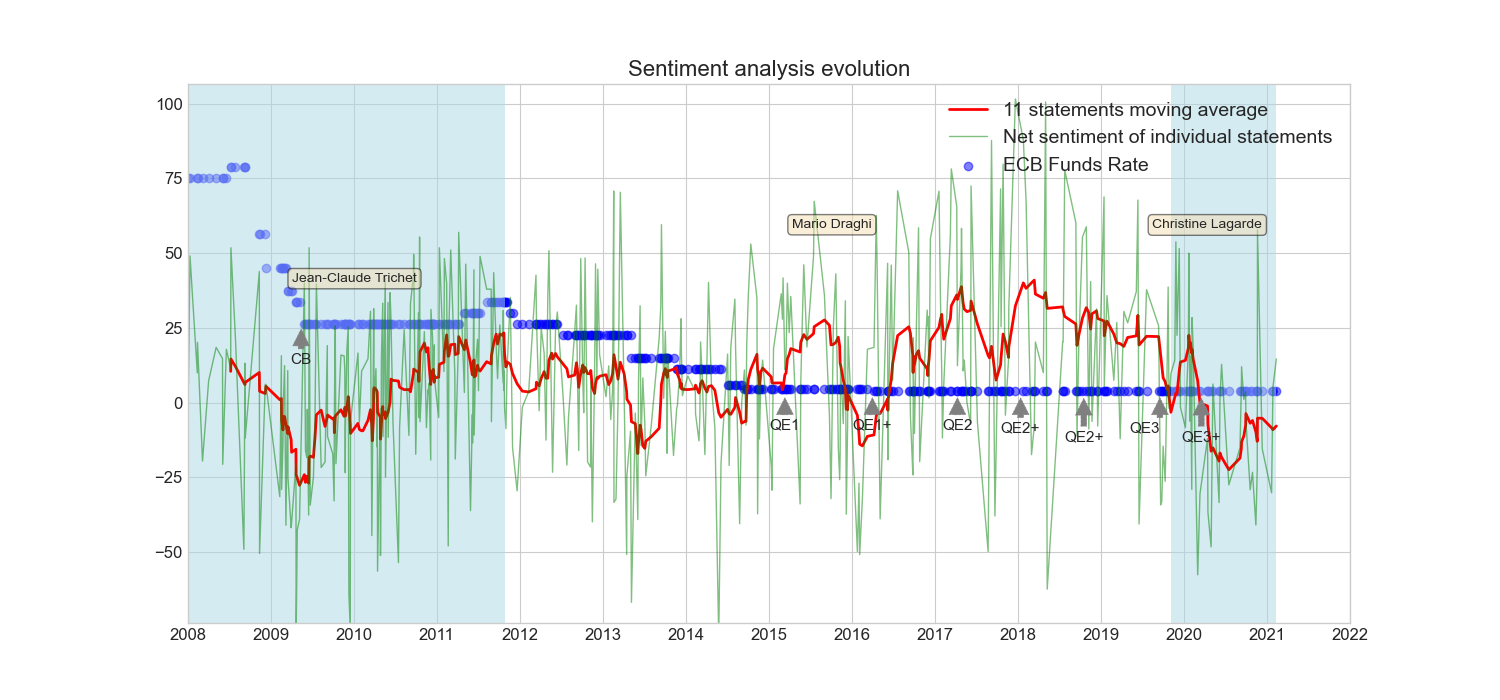 Sentiment analysis evolution
100
11 statements moving average
Net sentiment of individual statements
ECB Funds Rate
75
Mario Draghi
Christine Lagarde
50
Jean-Claude Trichet
25
CB
0
QE1
QE1+
QE2
QE2+
QE2+
QE3
QE3+
−25
−50
2008 2009 2010 2011 2012 2013 2014 2015 2016 2017 2018 2019 2020 2021 2022